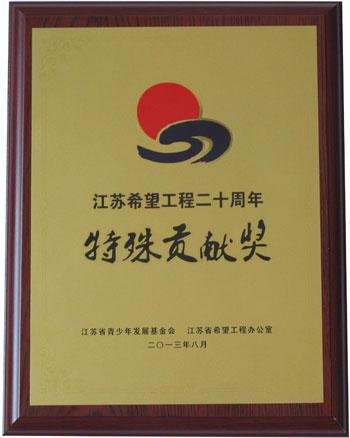 江苏希望工程二十周年
特殊贡献奖
江苏省青少年发展基金会 江苏省希望工程办公室
二〇一三年八月